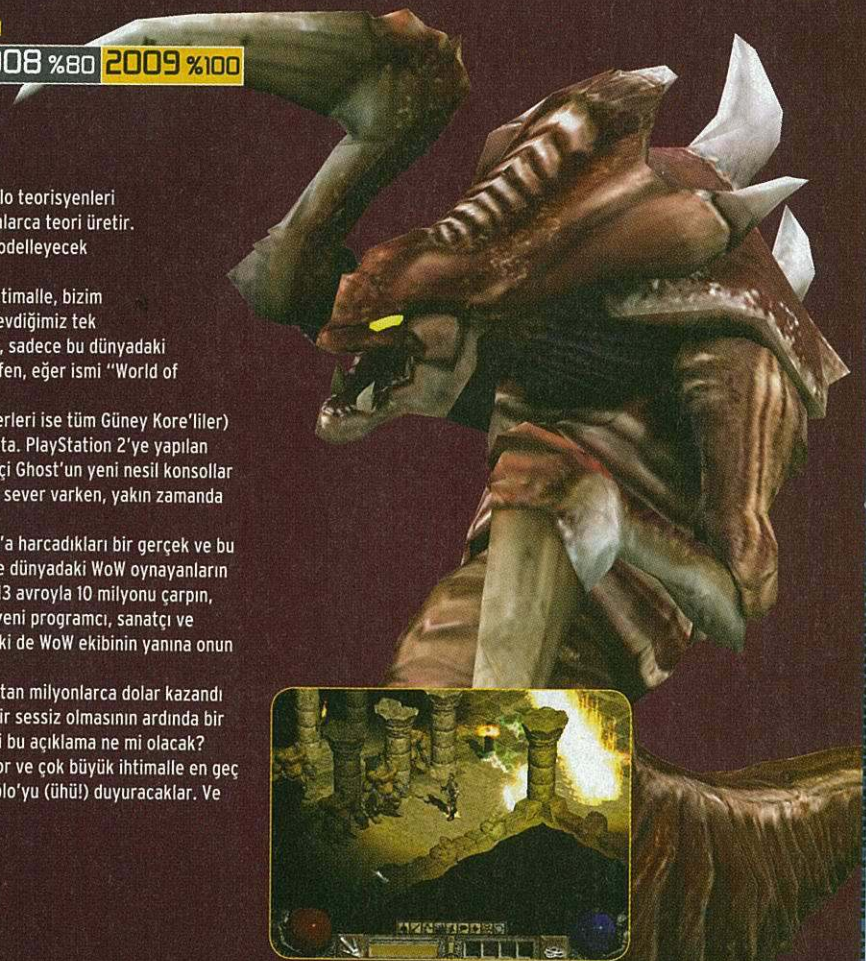 08 %80 2009 %100
lo teorisyenleri
larca teori üretir.
odelleyecek
timalle, bizim
evdiğimiz tek
, sadece bu dünyadaki
fen, eğer ismi "World of
erleri ise tüm Güney Kore'liler)
ta. PlayStation 2'ye yapılan
çi Ghost'un yeni nesil konsollar
sever varken, yakın zamanda
'a harcadıkları bir gerçek ve bu
e dünyadaki WoW oynayanların
13 avroyla 10 milyonu çarpın,
yeni programcı, sanatçı ve
ki de WoW ekibinin yanına onun
tan milyonlarca dolar kazandı
ir sessiz olmasının ardında bir
i bu açıklama ne mi olacak?
or ve çok büyük ihtimalle en geç
olo'yu (ühü!) duyuracaklar. Ve